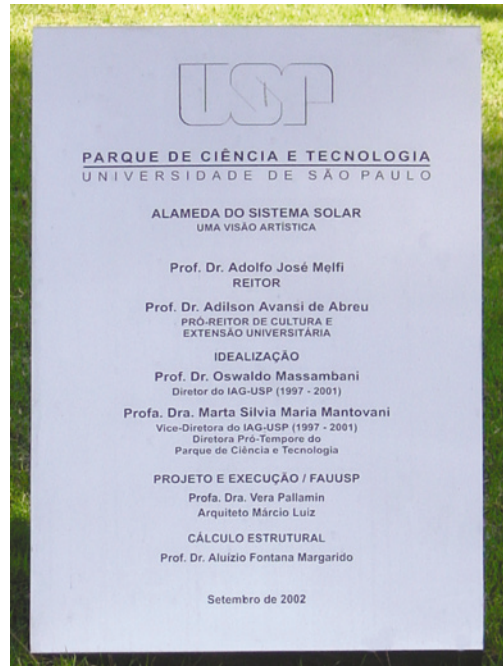 USP
PARQUE DE CIÊNCIA E TECNOLOGIA
UNIVERSIDADE DE SÃO PAULO
ALAMEDA DO SISTEMA SOLAR
UMA VISÃO ARTÍSTICA
Prof. Dr. Adolfo José Melfi
REITOR
Prof. Dr. Adilson Avansi de Abreu
PRÓ-REITOR DE CULTURA E
EXTENSÃO UNIVERSITÁRIA
IDEALIZAÇÃO
Prof. Dr. Oswaldo Massambani
Diretor do IAG-USP (1997 - 2001)
Profa. Dra. Marta Silvia Maria Mantovani
Vice-Diretora do IAG-USP (1997 - 2001)
Diretora Pró-Tempore do
Parque de Ciência e Tecnologia
PROJETO E EXECUÇÃO / FAUUSP
Profa. Dra. Vera Pallamin
Arquiteto Márcio Luiz
CÁLCULO ESTRUTURAL
Prof. Dr. Aluízio Fontana Margarido
Setembro de 2002